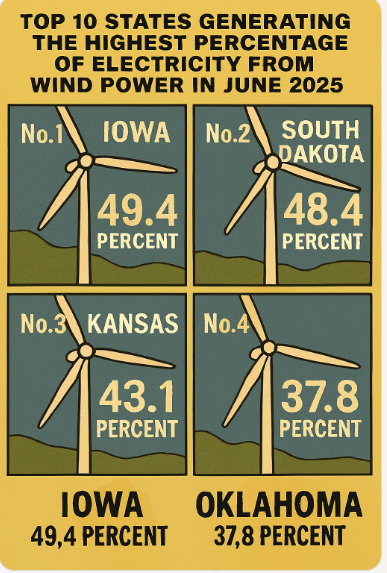 TOP 10 STATES GENERATING
THE HIGHEST PERCENTAGE
OF ELECTRICITY FROM
WIND POWER IN JUNE 2025
No.1 IOWA
49.4
PERCENT
No.2 SOUTH
DAKOTA
48.4
PERCENT
No.3 KANSAS
43.1
PERCENT
No.4
37.8
PERCENT
IOWA
49,4 PERCENT
OKLAHOMA
37,8 PERCENT